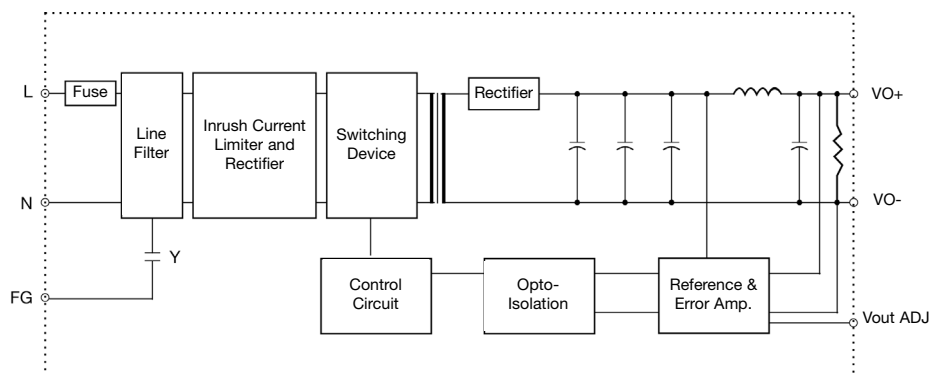 L
Fuse
Line
Filter
Inrush Current
Limiter and
Rectifier
Switching
Device
Rectifier
VO+
N
VO-
Y
FG
Control
Circuit
Opto-
Isolation
Reference &
Error Amp.
Vout ADJ